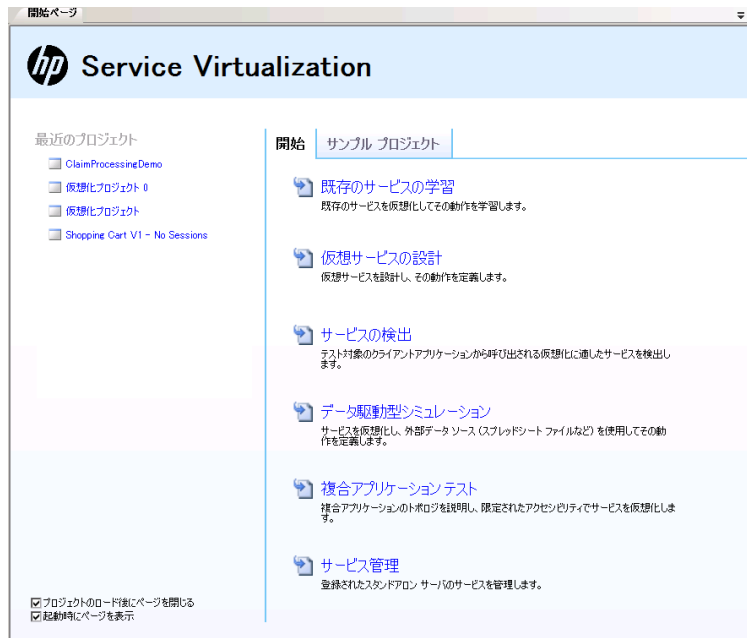 開始ページ
hp Service Virtualization
最近のプロジェクト
ClaimProcessingDemo
仮想化プロジェクト 0
仮想化プロジェクト
Shopping Cart V1 - No Sessions
開始 サンプル プロジェクト
既存のサービスの学習
既存のサービスを仮想化してその動作を学習します。
仮想サービスの設計
仮想サービスを設計し、その動作を定義します。
サービスの検出
テスト対象のクライアントアプリケーションから呼び出される仮想化に適したサービスを検出し
ます。
データ駆動型シミュレーション
サービスを仮想化し、外部データ ソース (スプレッドシート ファイルなど) を使用してその動
作を定義します。
複合アプリケーション テスト
複合アプリケーションのトポロジを説明し、限定されたアクセシビリティでサービスを仮想化しま
す。
サービス管理
登録されたスタンドアロン サーバのサービスを管理します。
プロジェクトのロード後にページを閉じる
起動時にページを表示